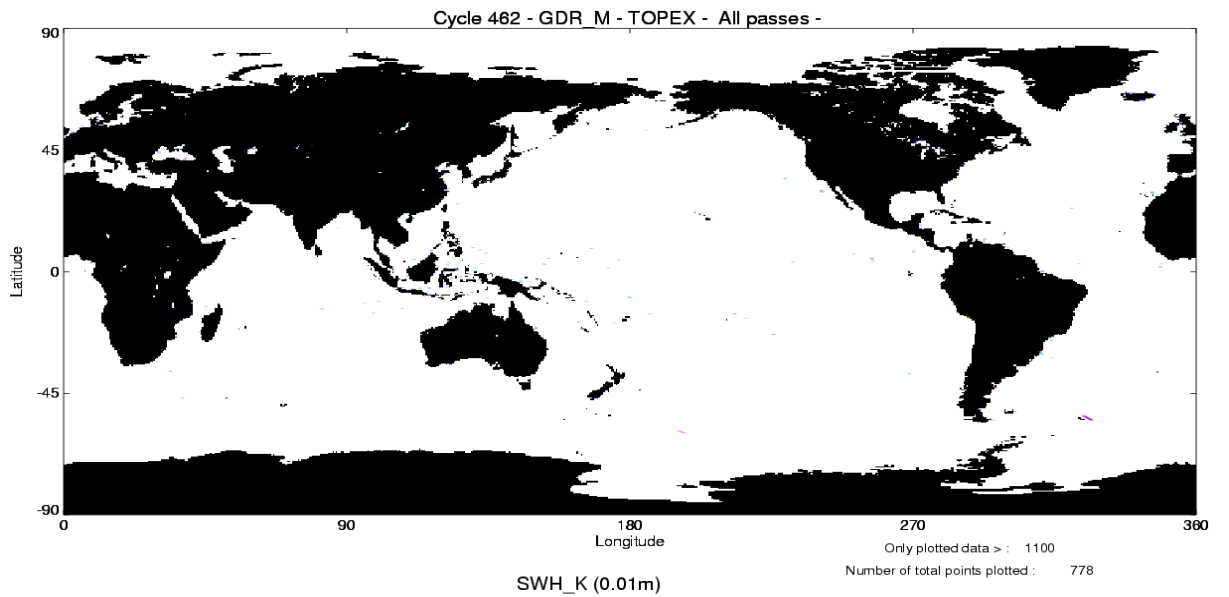 Cycle 462 - GDR_M - TOPEX - All passes -
90
45
0
-45
-90
Latitude
0
90
180
270
360
Longitude
Only plotted data > : 1100
Number of total points plotted : 778
SWH_K (0.01m)